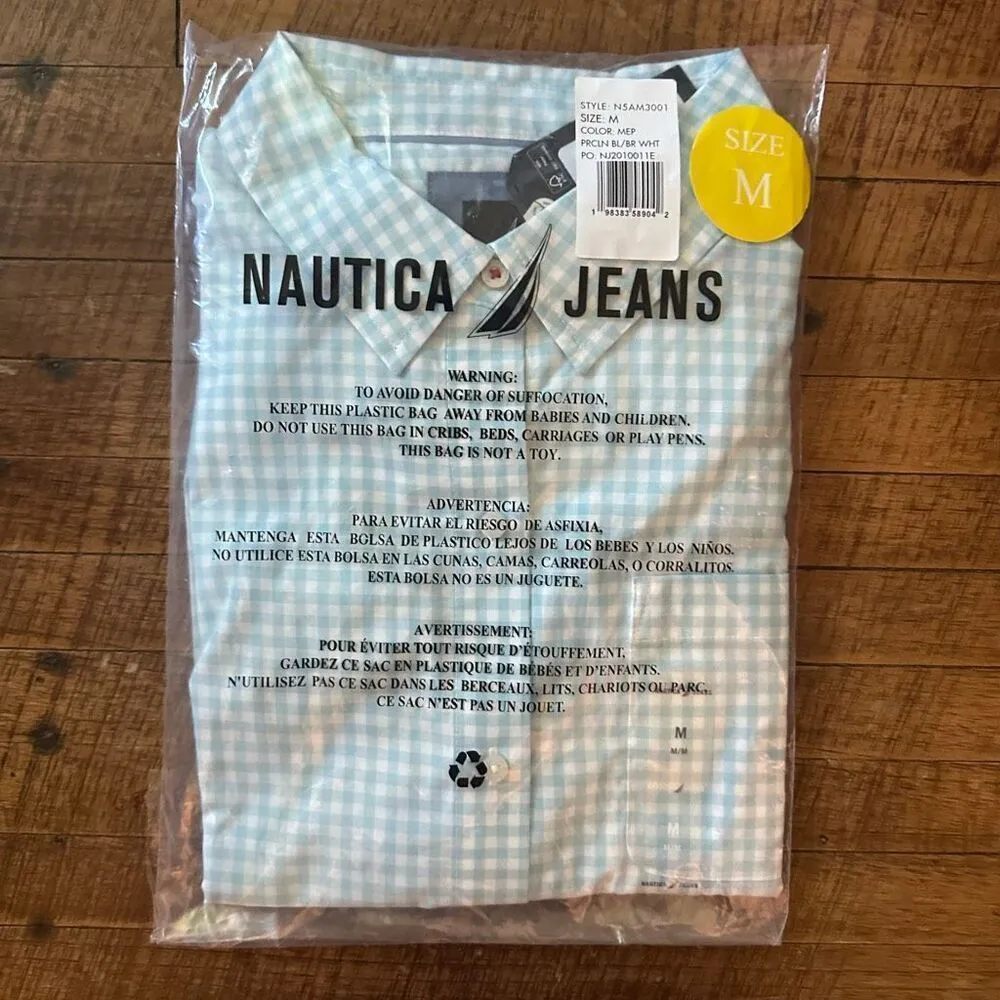 STYLE: N5AM3001
SIZE: M
COLOR: MEP
PRCLN BL/BR WHT
PO: NJ2010011E
1 98383 58904 2
SIZE
M
NAUTICA JEANS
WARNING:
TO AVOID DANGER OF SUFFOCATION,
KEEP THIS PLASTIC BAG AWAY FROM BABIES AND CHILDREN.
DO NOT USE THIS BAG IN CRIBS, BEDS, CARRIAGES OR PLAY PENS.
THIS BAG IS NOT A TOY.
ADVERTENCIA:
PARA EVITAR EL RIESGO DE ASFIXIA,
MANTENGA ESTA BOLSA DE PLASTICO LEJOS DE LOS BEBES Y LOS NIÑOS.
NO UTILICE ESTA BOLSA EN LAS CUNAS, CAMAS, CARREOLAS, O CORRALITOS.
ESTA BOLSA NO ES UN JUGUETE.
AVERTISSEMENT:
POUR ÉVITER TOUT RISQUE D'ÉTOUFFEMENT,
GARDEZ CE SAC EN PLASTIQUE DE BÉBÉS ET D'ENFANTS.
N'UTILISEZ PAS CE SAC DANS LES BERCEAUX, LITS, CHARIOTS OU PARC.
CE SAC N'EST PAS UN JOUET.
M
M/M
M
M/M
NAUTICA JEANS